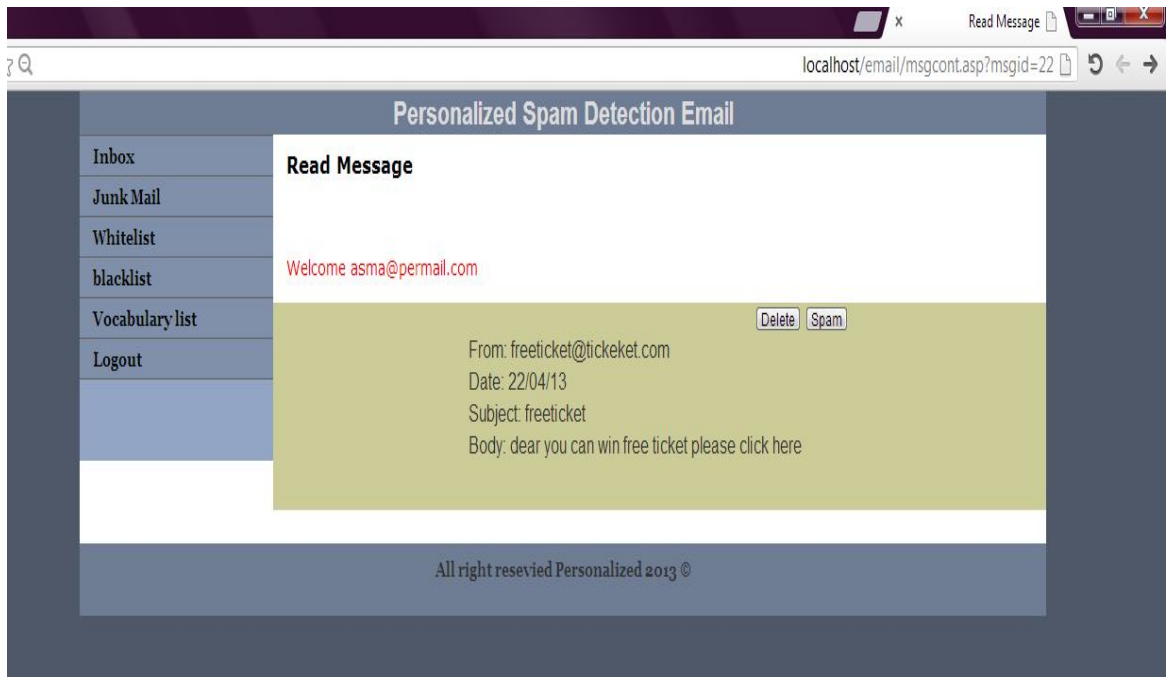 Read Message
localhost/email/msgcont.asp?msgid=22
Personalized Spam Detection Email
Inbox
Junk Mail
Whitelist
blacklist
Vocabulary list
Logout
Read Message
Welcome asma@permail.com
Delete Spam
From: freeticket@tickeket.com
Date: 22/04/13
Subject: freeticket
Body: dear you can win free ticket please click here
All right resevied Personalized 2013 ©